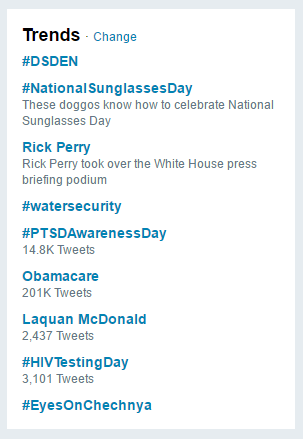 Trends · Change
#DSDEN
#NationalSunglassesDay
These doggos know how to celebrate National
Sunglasses Day
Rick Perry
Rick Perry took over the White House press
briefing podium
#watersecurity
#PTSDAwarenessDay
14.8K Tweets
Obamacare
201K Tweets
Laquan McDonald
2,437 Tweets
#HIVTestingDay
3,101 Tweets
#EyesOnChechnya